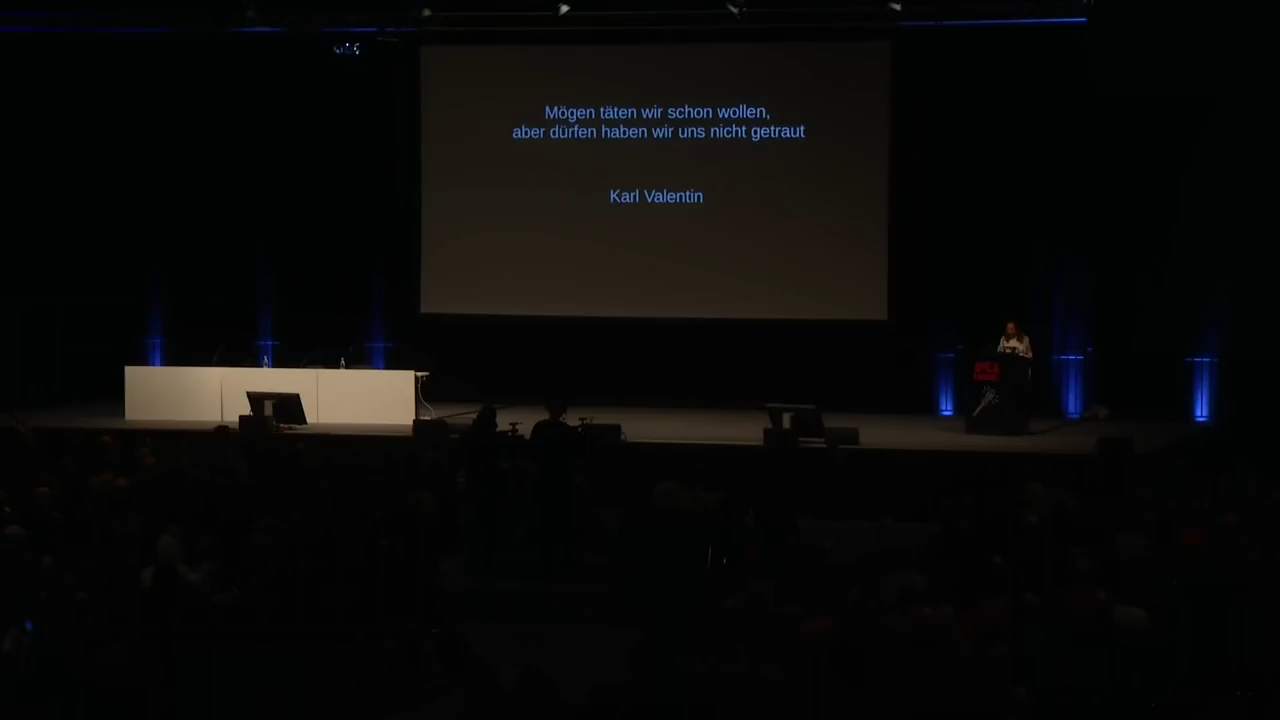 Mögen täten wir schon wollen,
aber dürfen haben wir uns nicht getraut
Karl Valentin